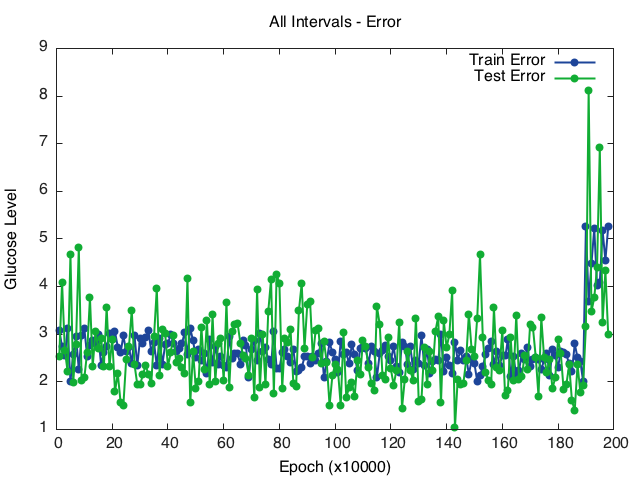 All Intervals - Error
Train Error
Test Error
9
8
7
6
5
4
3
2
1
Glucose Level
0 20 40 60 80 100 120 140 160 180 200
Epoch (x10000)